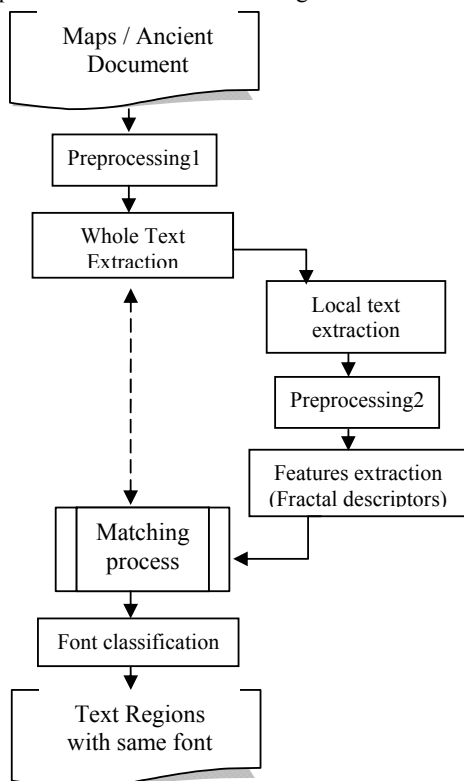 Maps / Ancient
Document
Preprocessing1
Whole Text
Extraction
Local text
extraction
Preprocessing2
Features extraction
(Fractal descriptors)
Matching
process
Font classification
Text Regions
with same font